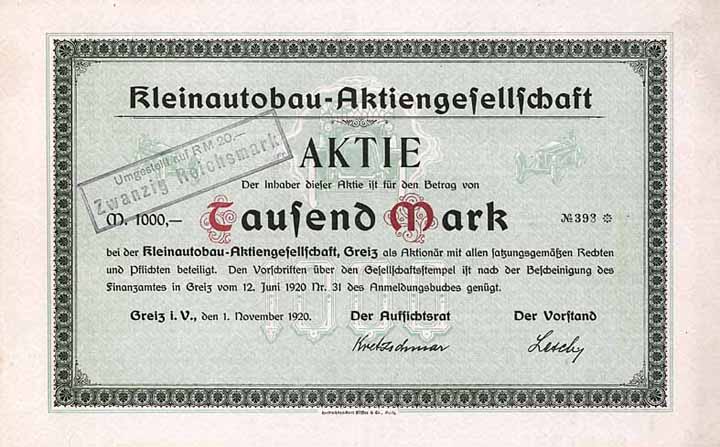 Kleinautobau-Aktiengesellschaft
Umgestellt auf RM 20.—
Zwanzig Reichsmark
AKTIE
Der Inhaber dieser Aktie ist für den Betrag von
M. 1000,— Tausend Mark № 393 ✲
bei der Kleinautobau-Aktiengesellschaft, Greiz als Aktionär mit allen satzungsgemäßen Rechten
und Pflichten beteiligt. Den Vorschriften über den Gesellschaftsstempel ist nach der Bescheinigung des
Finanzamtes in Greiz vom 12. Juni 1920 Nr. 31 des Anmeldungsbuches genügt.
1000
Greiz i. V., den 1. November 1920. Der Aufsichtsrat Der Vorstand
Kretzschmar Lesch